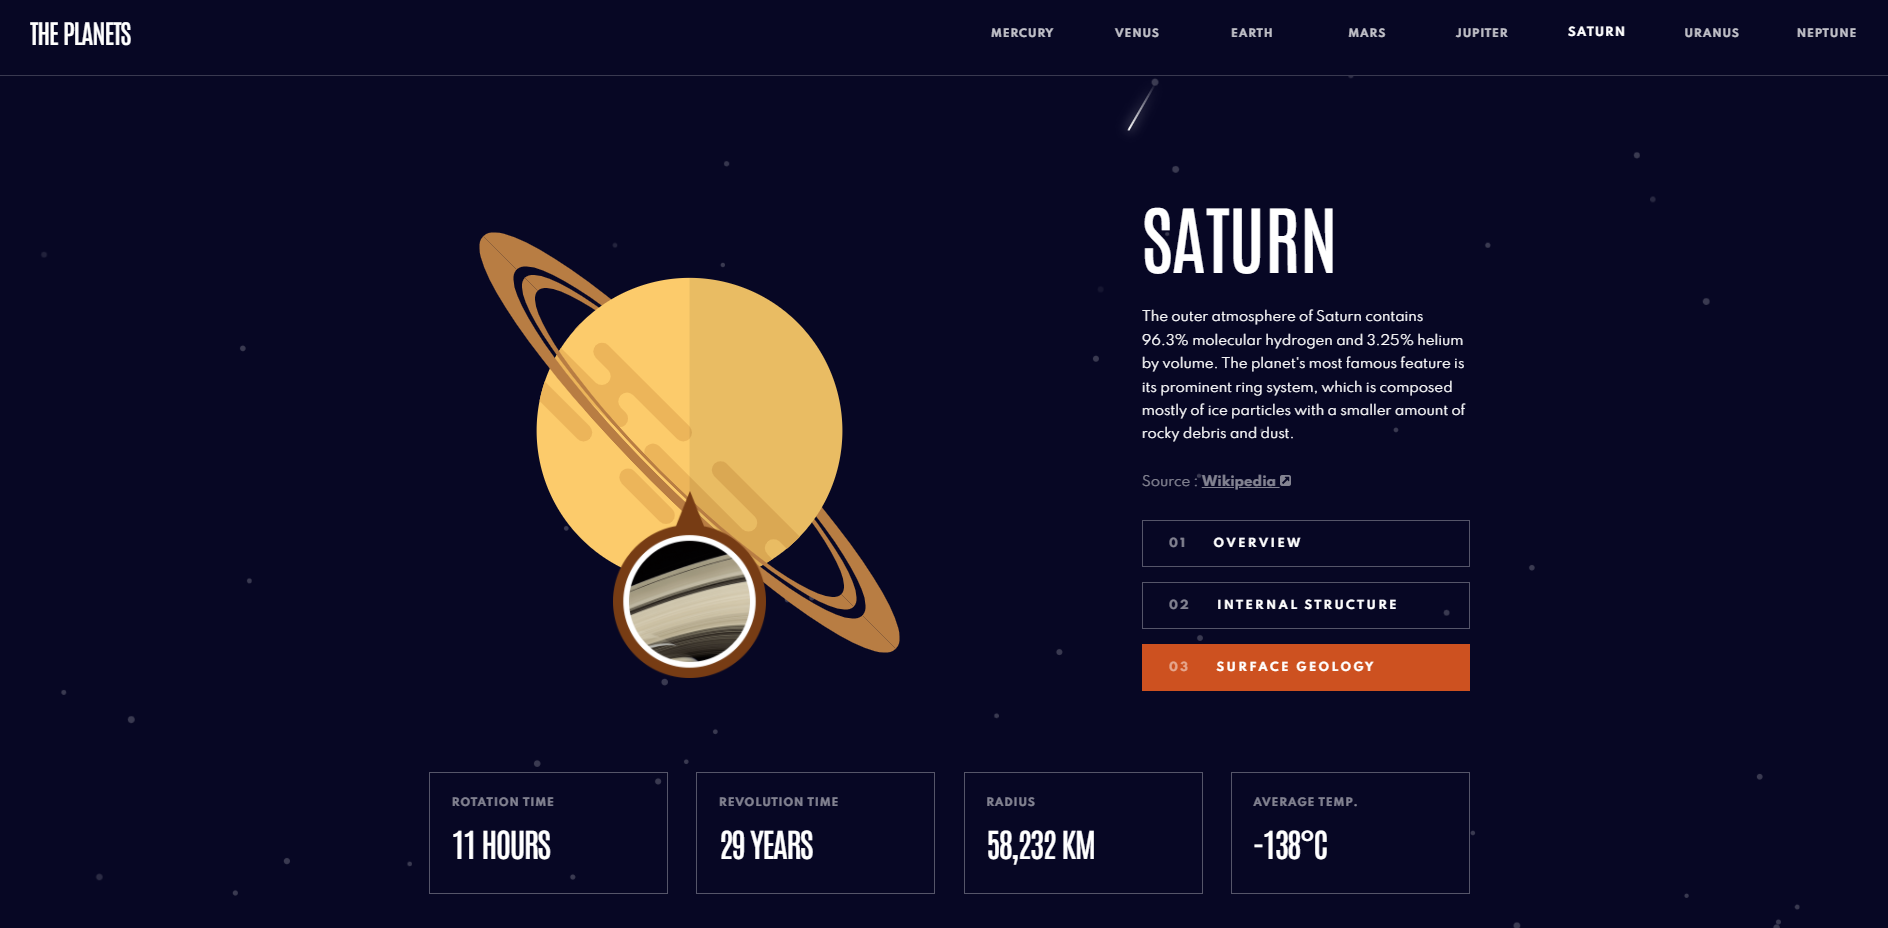 THE PLANETS
MERCURY
VENUS
EARTH
MARS
JUPITER
SATURN
URANUS
NEPTUNE
SATURN
The outer atmosphere of Saturn contains
96.3% molecular hydrogen and 3.25% helium
by volume. The planet's most famous feature is
its prominent ring system, which is composed
mostly of ice particles with a smaller amount of
rocky debris and dust.
Source : Wikipedia
01 OVERVIEW
02 INTERNAL STRUCTURE
03 SURFACE GEOLOGY
ROTATION TIME
11 HOURS
REVOLUTION TIME
29 YEARS
RADIUS
58,232 KM
AVERAGE TEMP.
-138°C